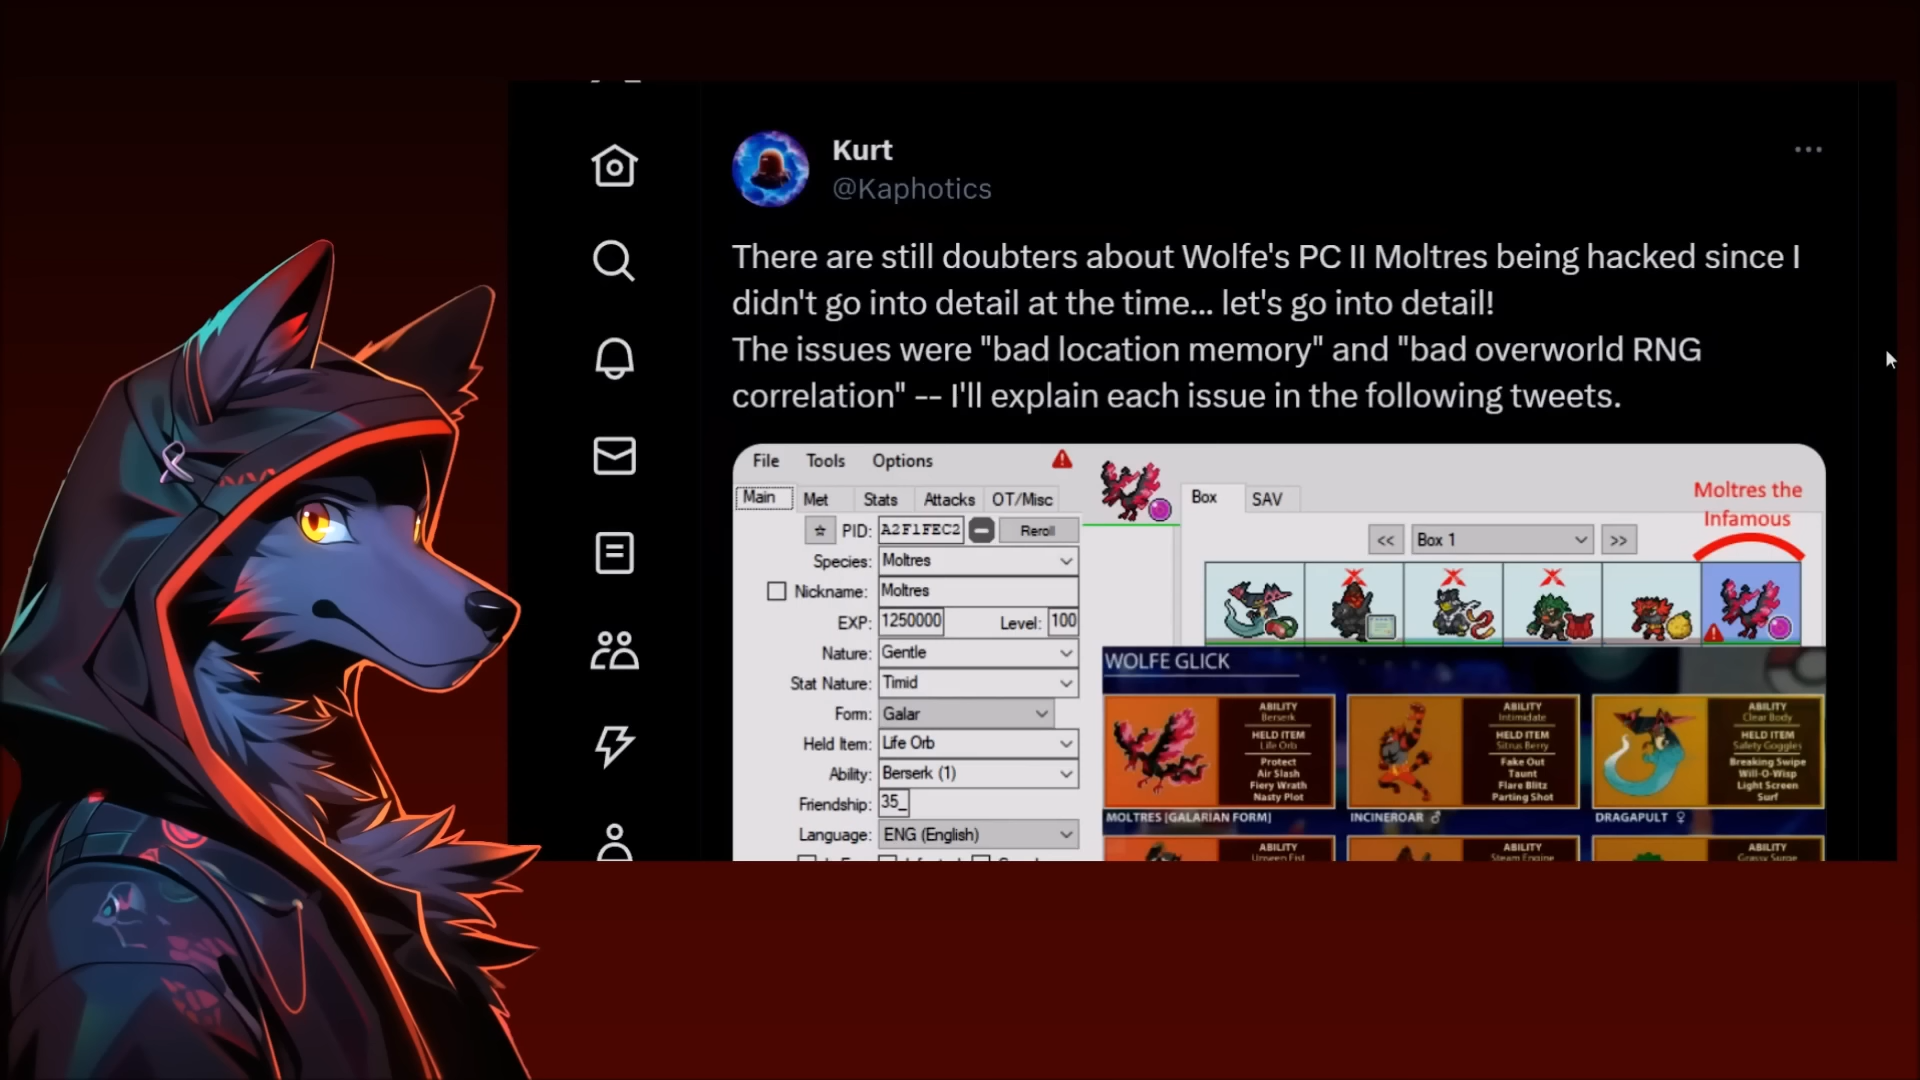 Kurt
@Kaphotics
There are still doubters about Wolfe's PC II Moltres being hacked since I
didn't go into detail at the time... let's go into detail!
The issues were "bad location memory" and "bad overworld RNG
correlation" -- I'll explain each issue in the following tweets.
File Tools Options
Main Met Stats Attacks OT/Misc
PID: A2F1FEC2 Reroll
Species: Moltres
Nickname: Moltres
EXP: 1250000 Level: 100
Nature: Gentle
Stat Nature: Timid
Form: Galar
Held Item: Life Orb
Ability: Berserk (1)
Friendship: 35_
Language: ENG (English)
Box SAV
Moltres the
Infamous
<< Box 1 >>
WOLFE GLICK
ABILITY
Berserk
HELD ITEM
Life Orb
Protect
Air Slash
Fiery Wrath
Nasty Plot
MOLTRES [GALARIAN FORM]
ABILITY
Intimidate
HELD ITEM
Sitrus Berry
Fake Out
Taunt
Flare Blitz
Parting Shot
INCINEROAR ♂
ABILITY
Clear Body
HELD ITEM
Safety Goggles
Breaking Swipe
Will-O-Wisp
Light Screen
Surf
DRAGAPULT ♀
ABILITY
Unseen Fist
ABILITY
Steam Engine
ABILITY
Grassy Surge